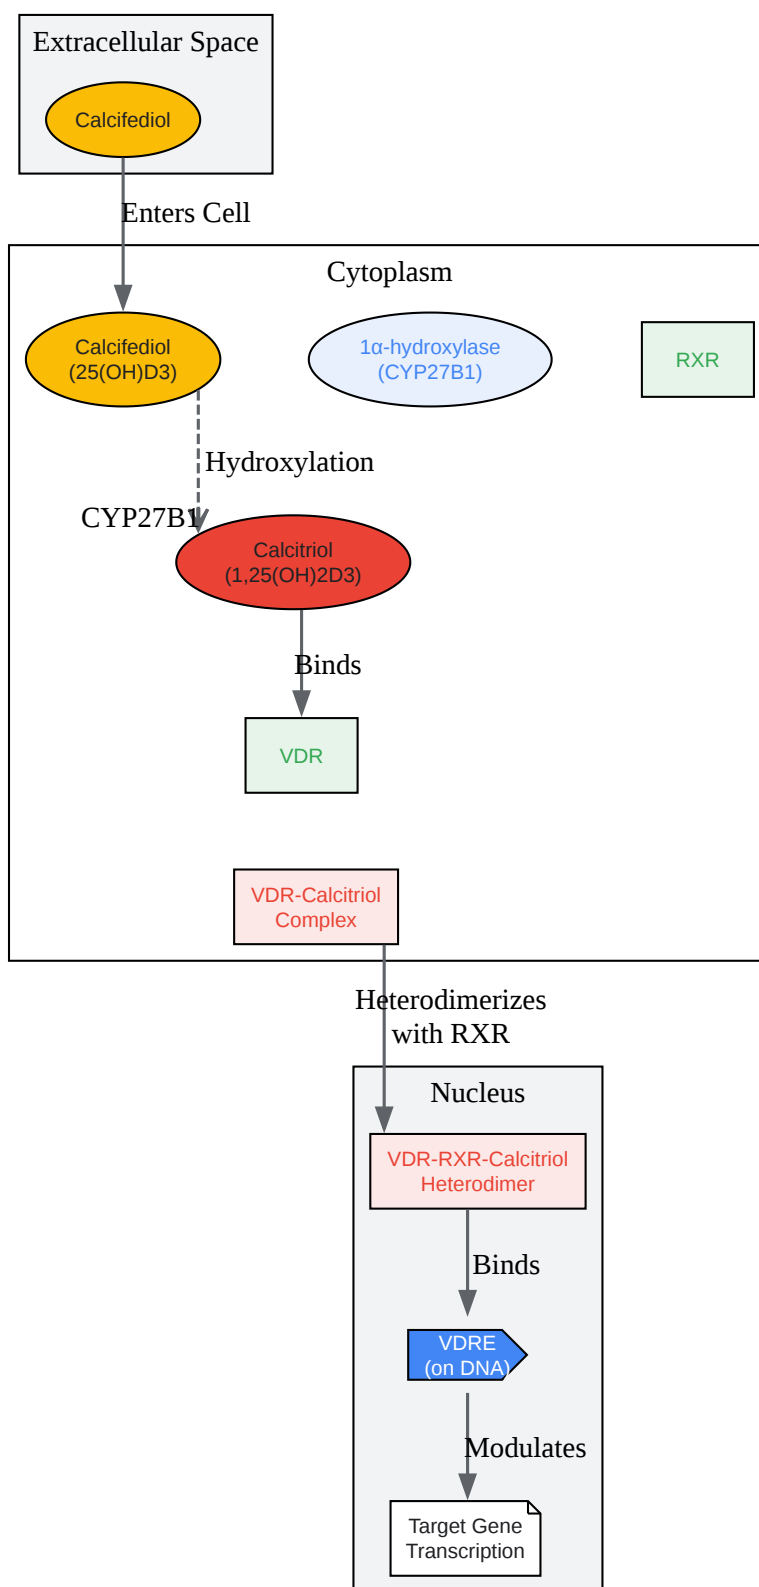 Extracellular Space
Calcifediol
Enters Cell
Cytoplasm
Calcifediol
(25(OH)D3)
1α-hydroxylase
(CYP27B1)
RXR
Hydroxylation
CYP27B1
Calcitriol
(1,25(OH)2D3)
Binds
VDR
VDR-Calcitriol
Complex
Heterodimerizes
with RXR
Nucleus
VDR-RXR-Calcitriol
Heterodimer
Binds
VDRE
(on DNA)
Modulates
Target Gene
Transcription